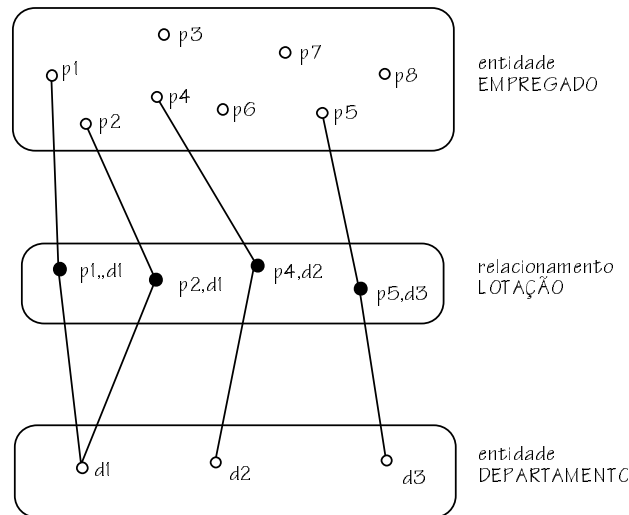 p3
p7
p1
p8
p4
p6
p5
p2
entidade
EMPREGADO
p1,,d1
p2,d1
p4,d2
p5,d3
relacionamento
LOTAÇÃO
d1
d2
d3
entidade
DEPARTAMENTO